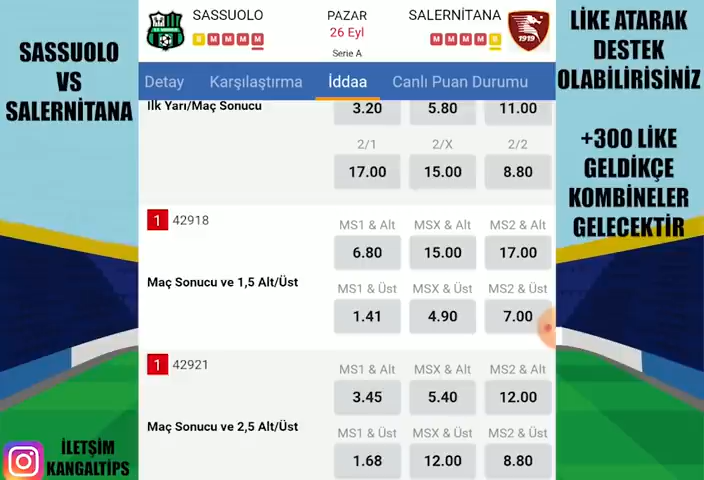 SASSUOLO
VS
SALERNİTANA
SASSUOLO
B M M M M
PAZAR
26 Eyl
Serie A
SALERNİTANA
M M M M B
1919
Detay Karşılaştırma İddaa Canlı Puan Durumu
İlk Yarı/Maç Sonucu
3.20 5.80 11.00
2/1 2/X 2/2
17.00 15.00 8.80
1 42918
MS1 & Alt MSX & Alt MS2 & Alt
6.80 15.00 17.00
Maç Sonucu ve 1,5 Alt/Üst
MS1 & Üst MSX & Üst MS2 & Üst
1.41 4.90 7.00
1 42921
MS1 & Alt MSX & Alt MS2 & Alt
3.45 5.40 12.00
Maç Sonucu ve 2,5 Alt/Üst
MS1 & Üst MSX & Üst MS2 & Üst
1.68 12.00 8.80
LİKE ATARAK
DESTEK
OLABİLİRİSİNİZ
+300 LİKE
GELDİKÇE
KOMBİNELER
GELECEKTİR
İLETŞİM
KANGALTİPS